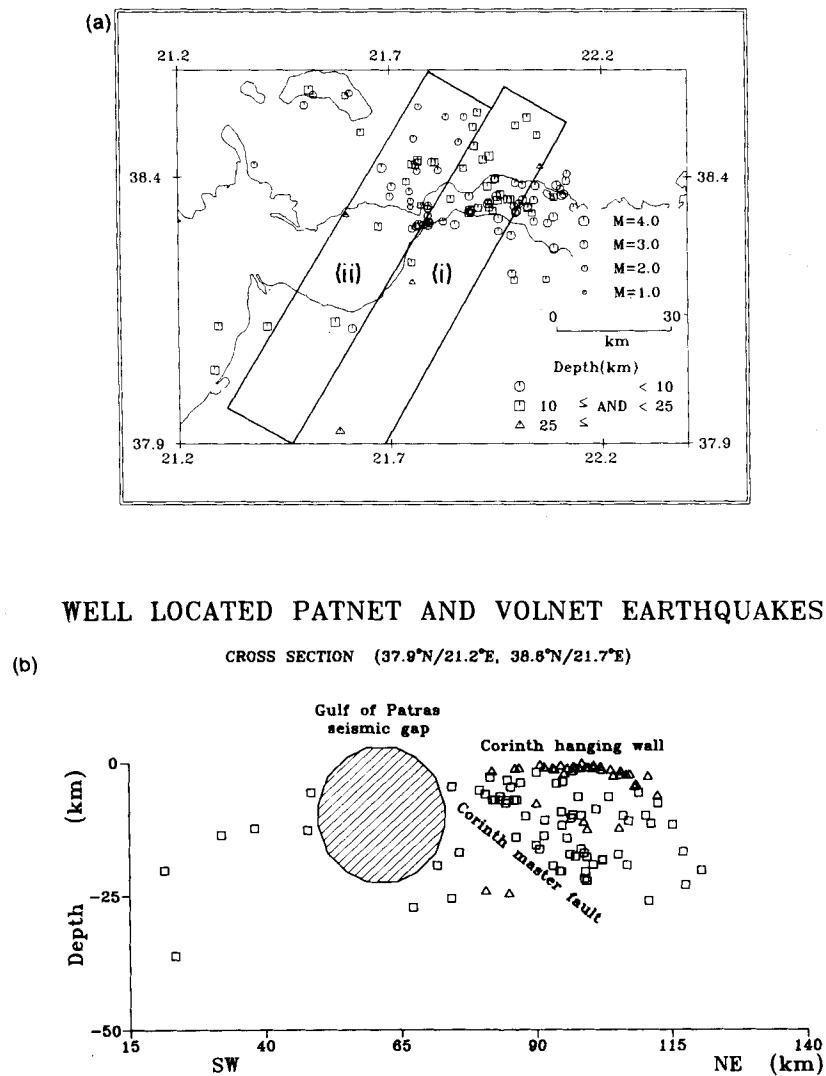 (a)
21.2 21.7 22.2
38.4 38.4
M=4.0
M=3.0
M=2.0
M=1.0
(ii) (i)
0 30
km
Depth(km)
< 10
10 ≤ AND < 25
25 ≤
37.9 37.9
21.2 21.7 22.2
WELL LOCATED PATNET AND VOLNET EARTHQUAKES
(b)
CROSS SECTION (37.9°N/21.2°E, 38.6°N/21.7°E)
Gulf of Patras
seismic gap
Corinth hanging wall
Corinth master fault
Depth (km)
0
-25
-50
15 40 65 90 115 140
SW NE (km)